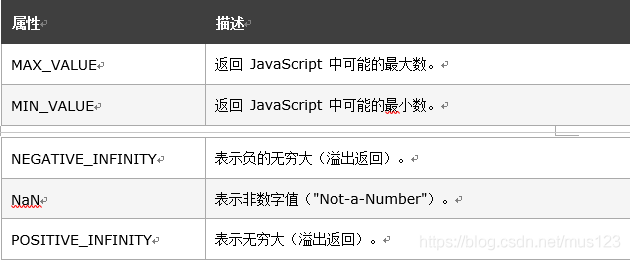 属性 描述
MAX_VALUE 返回 JavaScript 中可能的最大数。
MIN_VALUE 返回 JavaScript 中可能的最小数。
NEGATIVE_INFINITY 表示负的无穷大（溢出返回）。
NaN 表示非数字值（"Not-a-Number"）。
POSITIVE_INFINITY 表示无穷大（溢出返回）。
https://blog.csdn.net/mus123